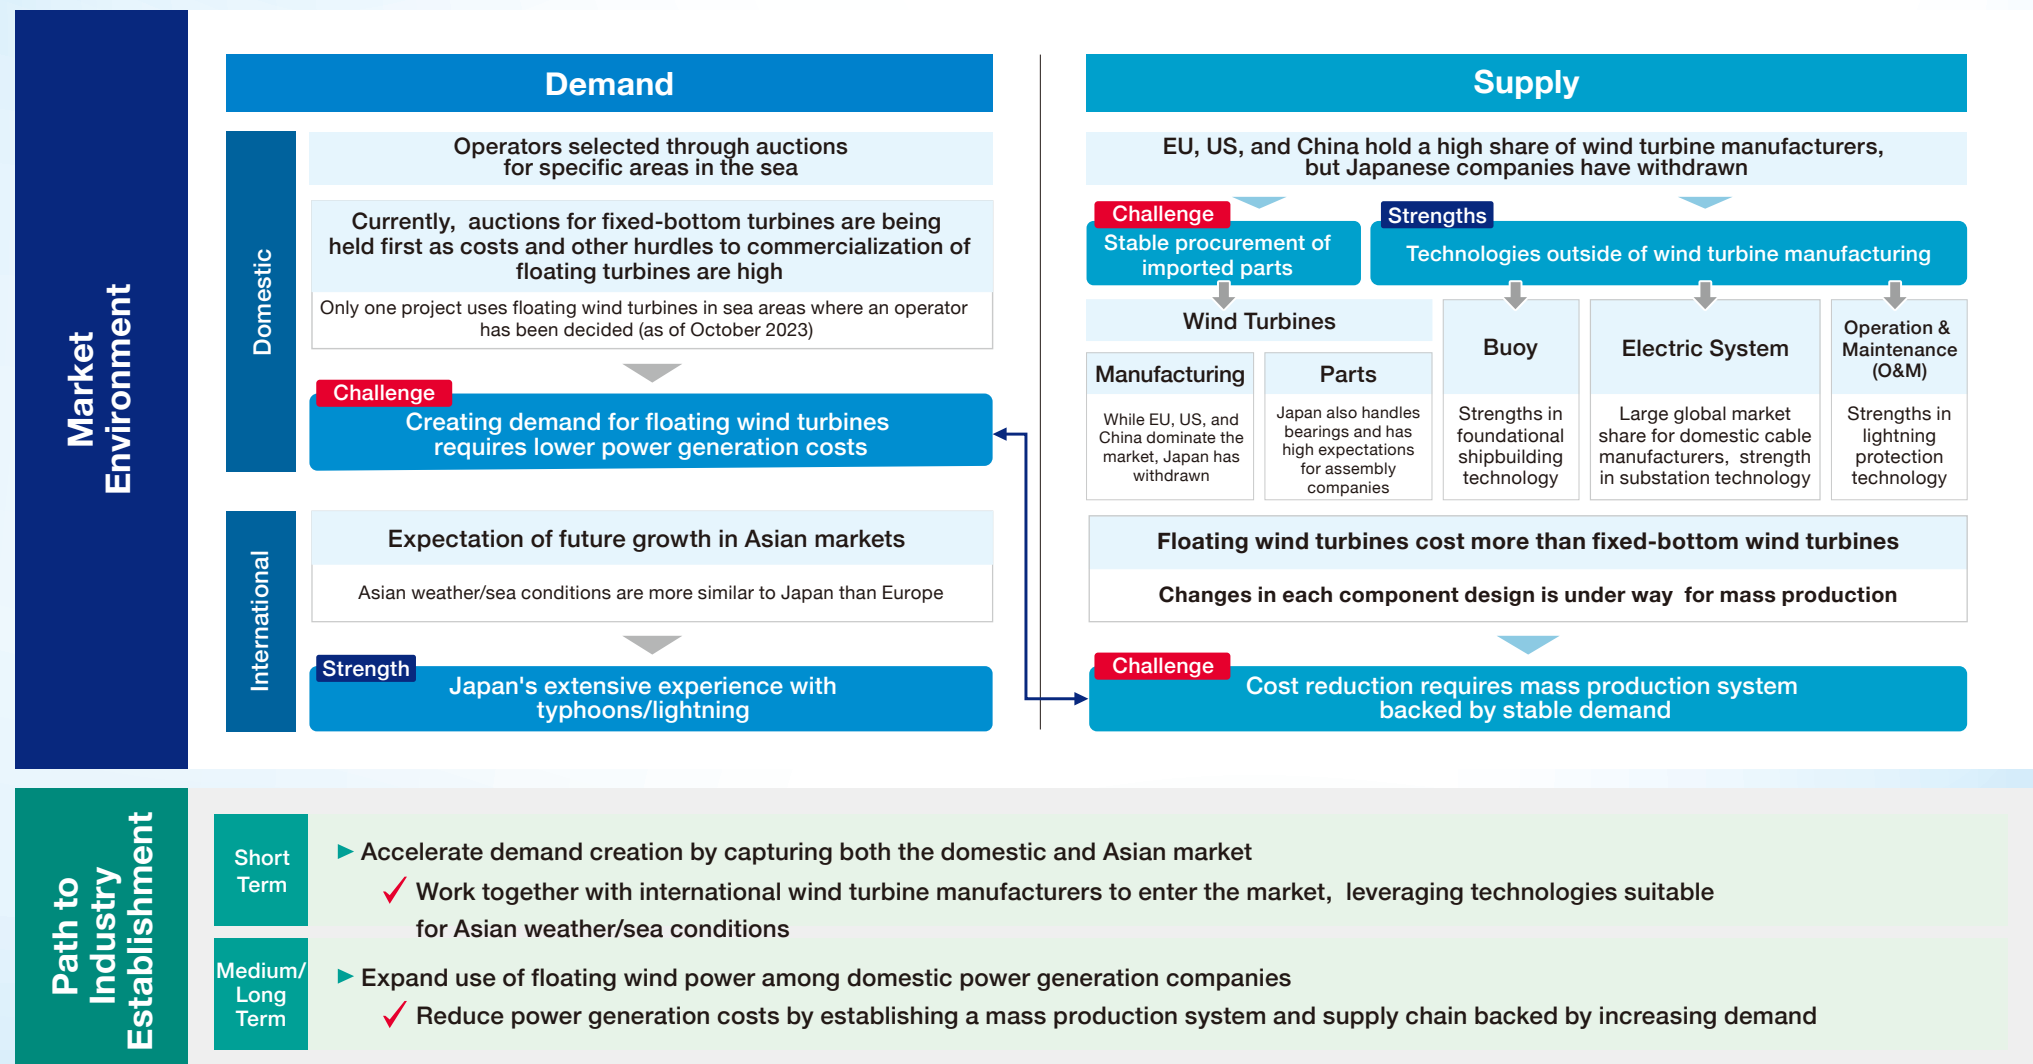 Market
Environment
Demand
Domestic
Operators selected through auctions
for specific areas in the sea
Currently, auctions for fixed-bottom turbines are being
held first as costs and other hurdles to commercialization of
floating turbines are high
Only one project uses floating wind turbines in sea areas where an operator
has been decided (as of October 2023)
Challenge
Creating demand for floating wind turbines
requires lower power generation costs
International
Expectation of future growth in Asian markets
Asian weather/sea conditions are more similar to Japan than Europe
Strength
Japan's extensive experience with
typhoons/lightning
Supply
EU, US, and China hold a high share of wind turbine manufacturers,
but Japanese companies have withdrawn
Challenge
Stable procurement of
imported parts
Strengths
Technologies outside of wind turbine manufacturing
Wind Turbines
Manufacturing
While EU, US, and
China dominate the
market, Japan has
withdrawn
Parts
Japan also handles
bearings and has
high expectations
for assembly
companies
Buoy
Strengths in
foundational
shipbuilding
technology
Electric System
Large global market
share for domestic cable
manufacturers, strength
in substation technology
Operation &
Maintenance
(O&M)
Strengths in
lightning
protection
technology
Floating wind turbines cost more than fixed-bottom wind turbines
Changes in each component design is under way for mass production
Challenge
Cost reduction requires mass production system
backed by stable demand
Path to
Industry
Establishment
Short
Term
Accelerate demand creation by capturing both the domestic and Asian market
Work together with international wind turbine manufacturers to enter the market, leveraging technologies suitable
for Asian weather/sea conditions
Medium/
Long
Term
Expand use of floating wind power among domestic power generation companies
Reduce power generation costs by establishing a mass production system and supply chain backed by increasing demand